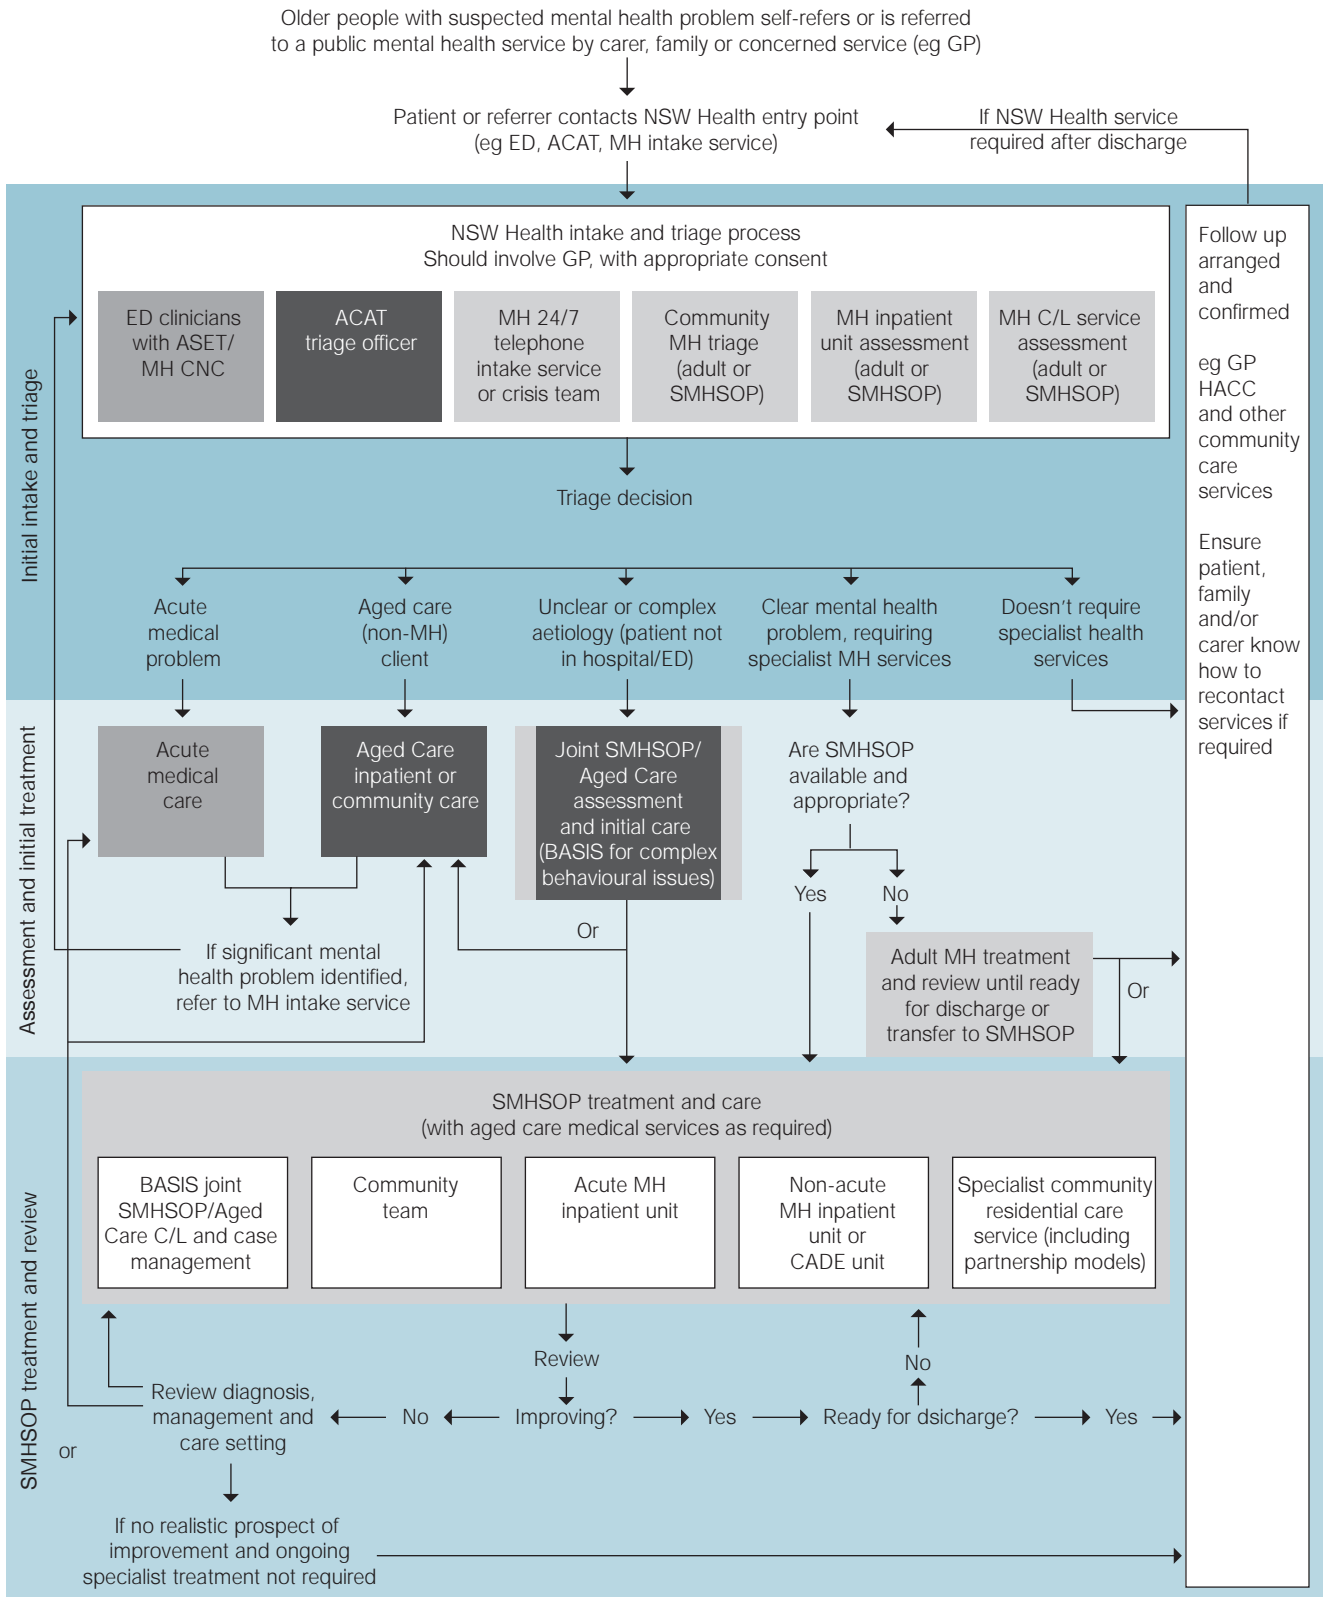 Older people with suspected mental health problem self-refers or is referred
to a public mental health service by carer, family or concerned service (eg GP)
Patient or referrer contacts NSW Health entry point
(eg ED, ACAT, MH intake service)
If NSW Health service
required after discharge
Initial intake and triage
NSW Health intake and triage process
Should involve GP, with appropriate consent
ED clinicians
with ASET/
MH CNC
ACAT
triage officer
MH 24/7
telephone
intake service
or crisis team
Community
MH triage
(adult or
SMHSOP)
MH inpatient
unit assessment
(adult or
SMHSOP)
MH C/L service
assessment
(adult or
SMHSOP)
Follow up
arranged
and
confirmed
eg GP
HACC
and other
community
care
services
Ensure
patient,
family
and/or
carer know
how to
recontact
services if
required
Triage decision
Acute
medical
problem
Aged care
(non-MH)
client
Unclear or complex
aetiology (patient not
in hospital/ED)
Clear mental health
problem, requiring
specialist MH services
Doesn't require
specialist health
services
Assessment and initial treatment
Acute
medical
care
Aged Care
inpatient or
community care
Joint SMHSOP/
Aged Care
assessment
and initial care
(BASIS for complex
behavioural issues)
Are SMHSOP
available and
appropriate?
Yes
No
Or
If significant mental
health problem identified,
refer to MH intake service
Adult MH treatment
and review until ready
for discharge or
transfer to SMHSOP
Or
SMHSOP treatment and review
SMHSOP treatment and care
(with aged care medical services as required)
BASIS joint
SMHSOP/Aged
Care C/L and case
management
Community
team
Acute MH
inpatient unit
Non-acute
MH inpatient
unit or
CADE unit
Specialist community
residential care
service (including
partnership models)
Review
No
Review diagnosis,
management and
care setting
No
Improving?
Yes
Ready for dsicharge?
Yes
or
If no realistic prospect of
improvement and ongoing
specialist treatment not required